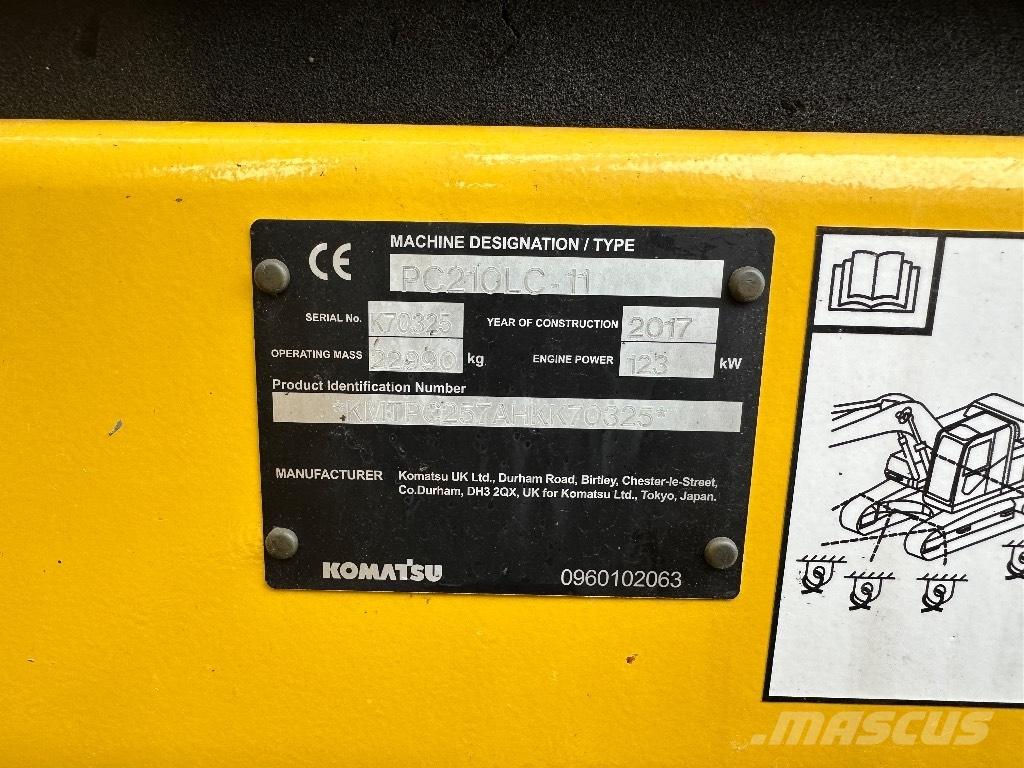 CE
MACHINE DESIGNATION / TYPE
PC210LC-11
SERIAL No. K70325 YEAR OF CONSTRUCTION 2017
OPERATING MASS 22990 kg ENGINE POWER 123 kW
Product Identification Number
*KMTPC257AHKK70325*
MANUFACTURER Komatsu UK Ltd., Durham Road, Birtley, Chester-le-Street,
Co.Durham, DH3 2QX, UK for Komatsu Ltd., Tokyo, Japan.
KOMATSU 0960102063
MASCUS